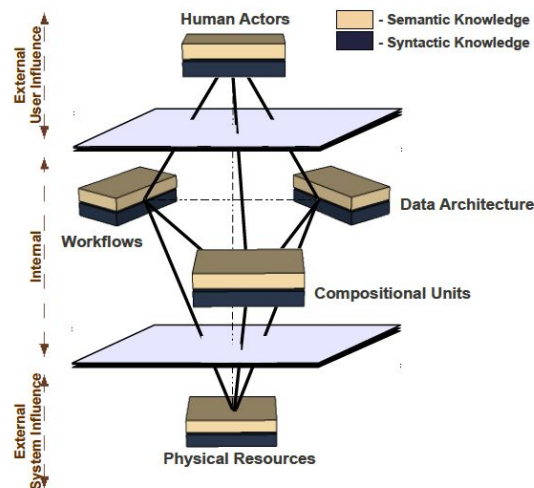 Human Actors
- Semantic Knowledge
- Syntactic Knowledge
External
User Influence
Workflows
Data Architecture
Internal
Compositional Units
External
System Influence
Physical Resources